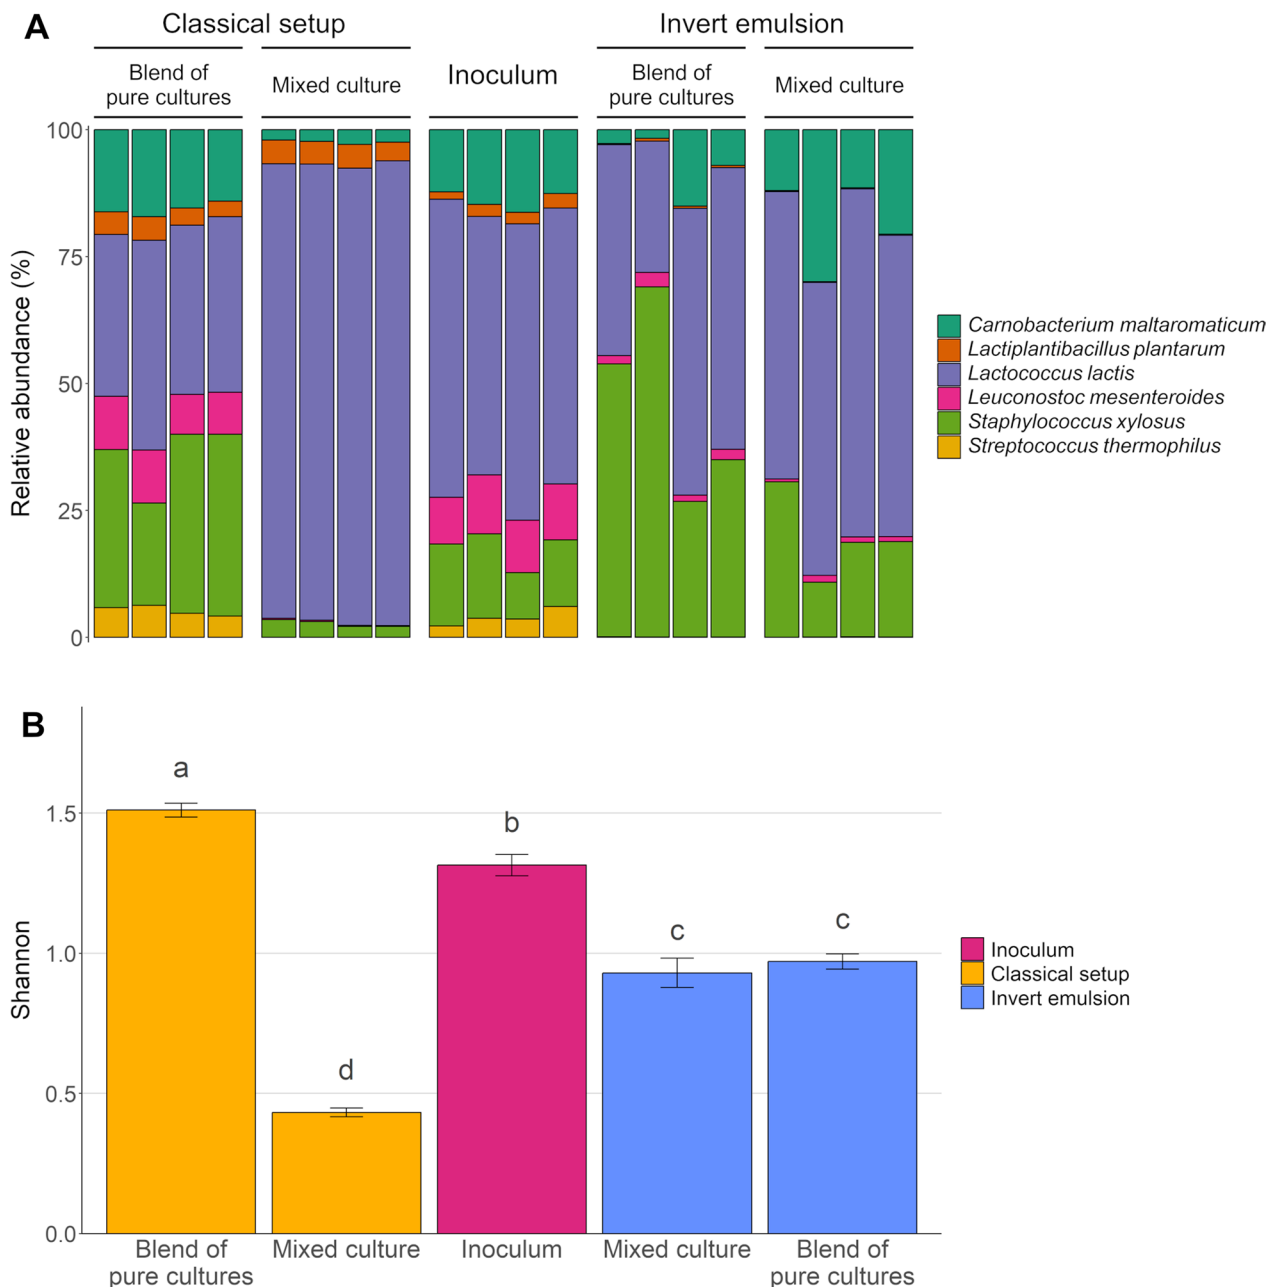 A
Classical setup
Invert emulsion
Blend of
pure cultures
Mixed culture
Inoculum
Blend of
pure cultures
Mixed culture
Relative abundance (%)
100
75
50
25
0
Carnobacterium maltaromaticum
Lactiplantibacillus plantarum
Lactococcus lactis
Leuconostoc mesenteroides
Staphylococcus xylosus
Streptococcus thermophilus
B
Shannon
1.5
1.0
0.5
0.0
a
d
b
c
c
Blend of
pure cultures
Mixed culture
Inoculum
Mixed culture
Blend of
pure cultures
Inoculum
Classical setup
Invert emulsion